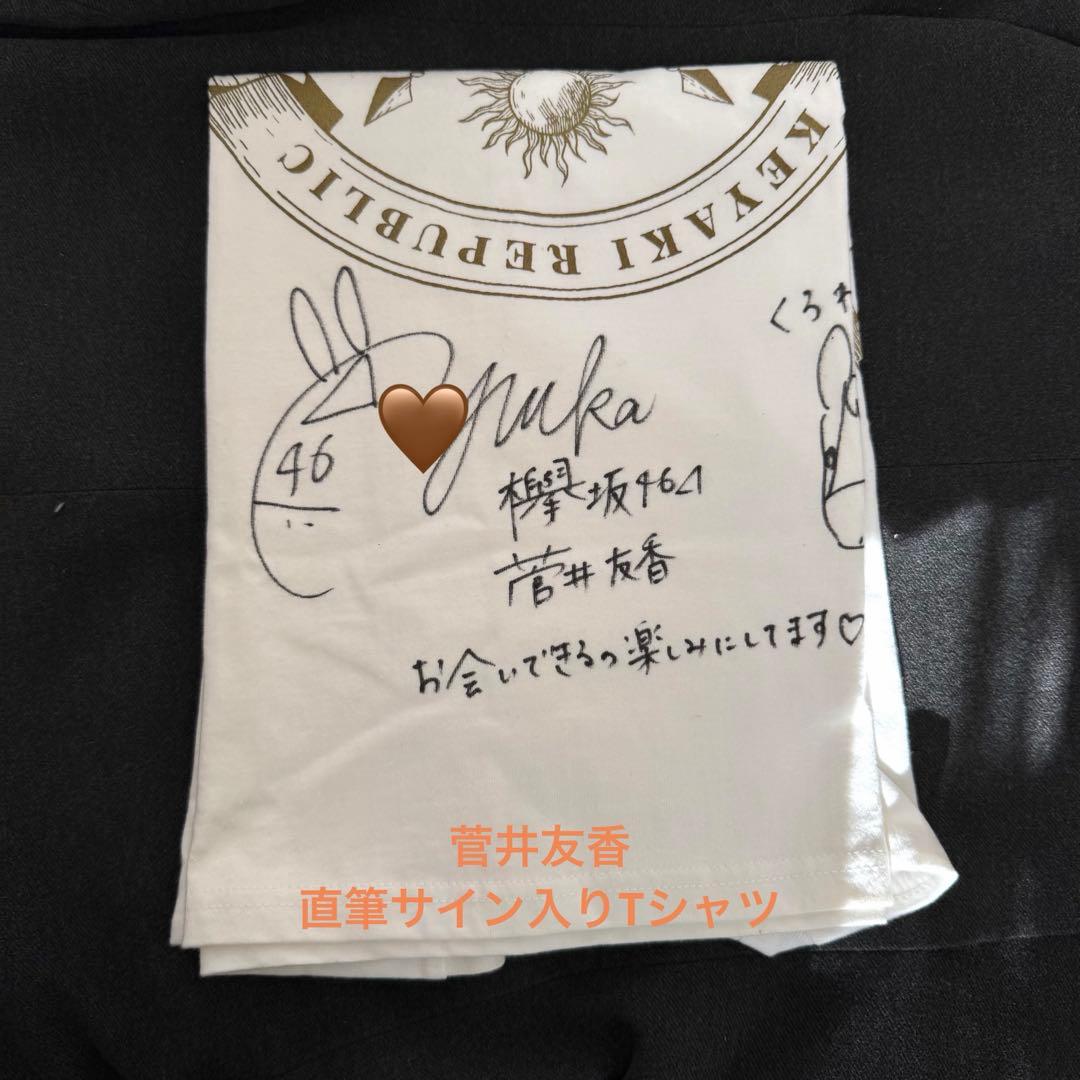 KEYAKI REPUBLIC
くろ
46
yuka
欅坂46
菅井友香
お会いできるの楽しみにしてます♡
菅井友香
直筆サイン入りTシャツ